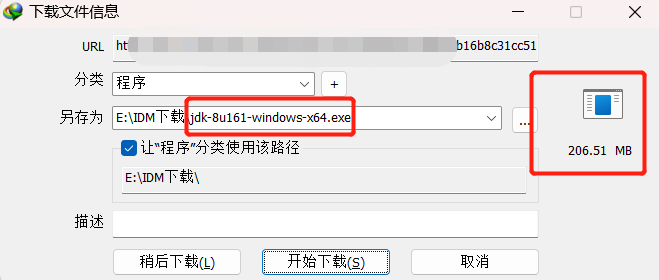 下载文件信息
URL ht b16b8c31cc51
分类 程序 +
另存为 E:\IDM下载\jdk-8u161-windows-x64.exe ...
206.51 MB
让“程序”分类使用该路径
E:\IDM下载\
描述
稍后下载(L) 开始下载(S) 取消